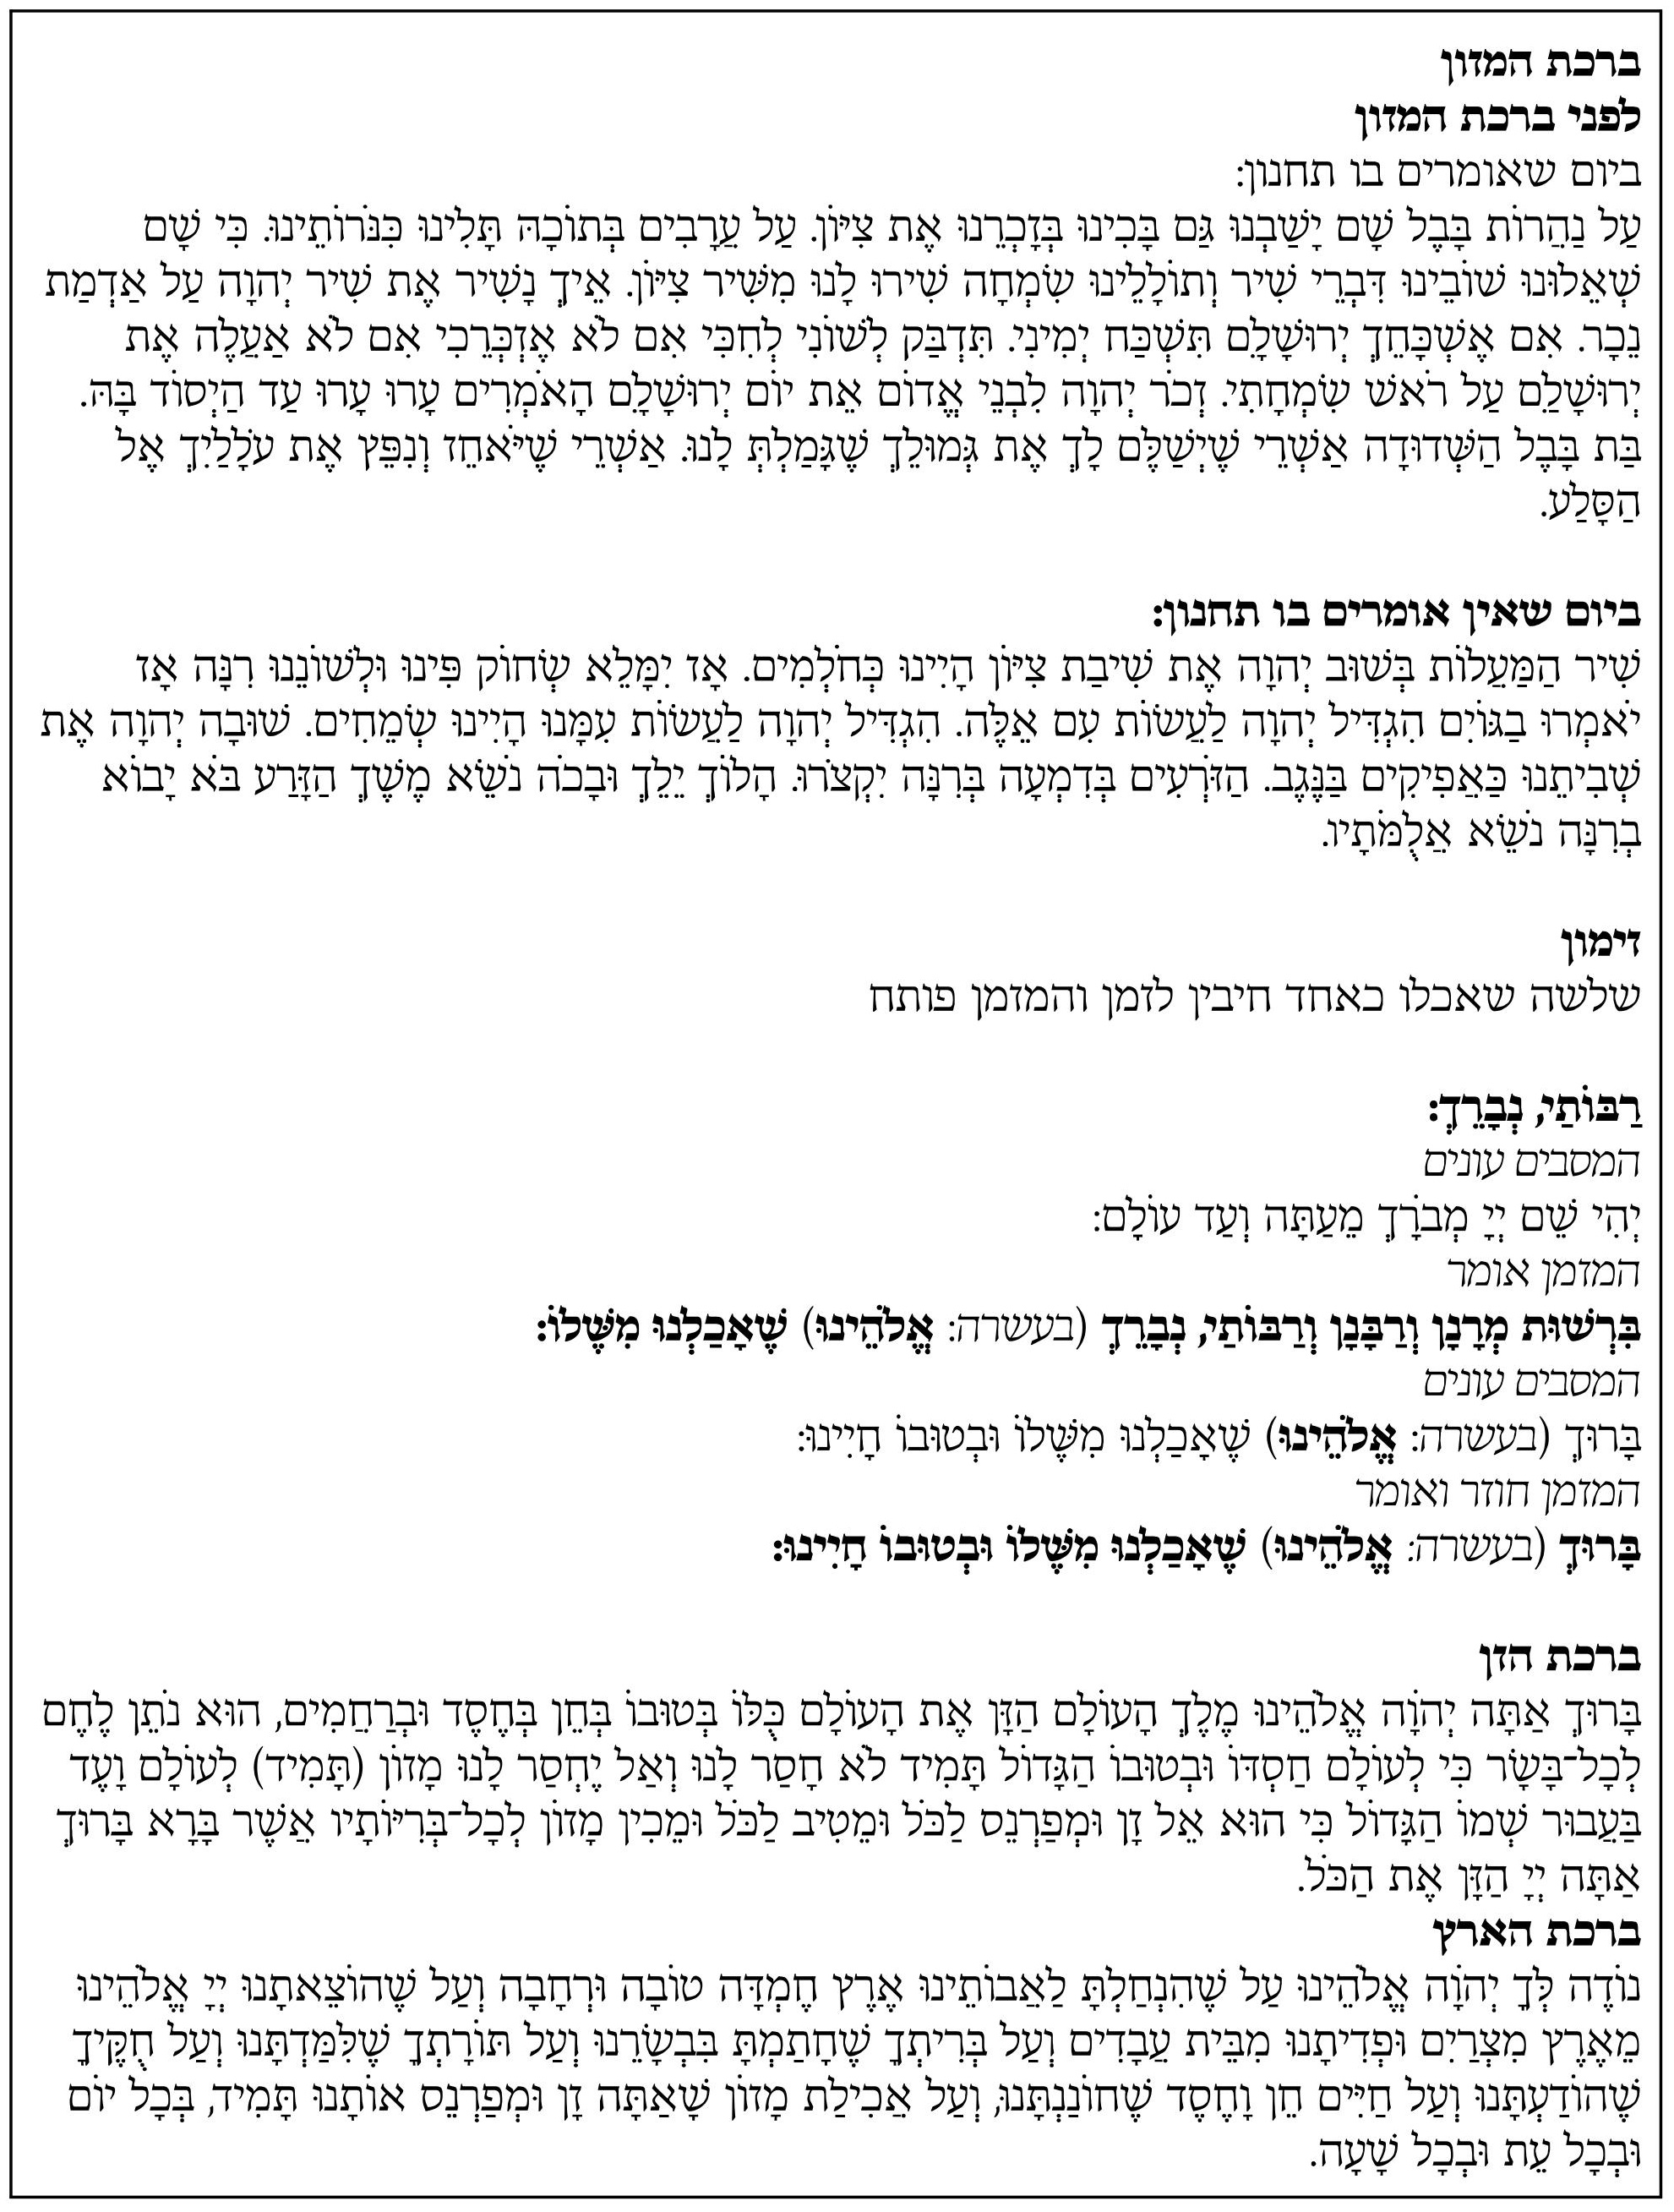 ברכת המזון
לפני ברכת המזון
ביום שאומרים בו תחנון:
עַל נַהֲרוֹת בָּבֶל שָׁם יָשַׁבְנוּ גַּם בָּכִינוּ בְּזָכְרֵנוּ אֶת צִיּוֹן. עַל עֲרָבִים בְּתוֹכָהּ תָּלִינוּ כִּנֹּרוֹתֵינוּ. כִּי שָׁם
שְׁאֵלוּנוּ שׁוֹבֵינוּ דִּבְרֵי שִׁיר וְתוֹלָלֵינוּ שִׂמְחָה שִׁירוּ לָנוּ מִשִּׁיר צִיּוֹן. אֵיךְ נָשִׁיר אֶת שִׁיר יְהוָה עַל אַדְמַת
נֵכָר. אִם אֶשְׁכָּחֵךְ יְרוּשָׁלִָם תִּשְׁכַּח יְמִינִי. תִּדְבַּק לְשׁוֹנִי לְחִכִּי אִם לֹא אֶזְכְּרֵכִי אִם לֹא אַעֲלֶה אֶת
יְרוּשָׁלִַם עַל רֹאשׁ שִׂמְחָתִי. זְכֹר יְהוָה לִבְנֵי אֱדוֹם אֵת יוֹם יְרוּשָׁלִָם הָאֹמְרִים עָרוּ עָרוּ עַד הַיְסוֹד בָּהּ.
בַּת בָּבֶל הַשְּׁדוּדָה אַשְׁרֵי שֶׁיְשַׁלֶּם לָךְ אֶת גְּמוּלֵךְ שֶׁגָּמַלְתְּ לָנוּ. אַשְׁרֵי שֶׁיֹּאחֵז וְנִפֵּץ אֶת עֹלָלַיִךְ אֶל
הַסָּלַע.
ביום שאין אומרים בו תחנון:
שִׁיר הַמַּעֲלוֹת בְּשׁוּב יְהוָה אֶת שִׁיבַת צִיּוֹן הָיִינוּ כְּחֹלְמִים. אָז יִמָּלֵא שְׂחוֹק פִּינוּ וּלְשׁוֹנֵנוּ רִנָּה אָז
יֹאמְרוּ בַגּוֹיִם הִגְדִּיל יְהוָה לַעֲשׂוֹת עִם אֵלֶּה. הִגְדִּיל יְהוָה לַעֲשׂוֹת עִמָּנוּ הָיִינוּ שְׂמֵחִים. שׁוּבָה יְהוָה אֶת
שְׁבִיתֵנוּ כַּאֲפִיקִים בַּנֶּגֶב. הַזֹּרְעִים בְּדִמְעָה בְּרִנָּה יִקְצֹרוּ. הָלוֹךְ יֵלֵךְ וּבָכֹה נֹשֵׂא מֶשֶׁךְ הַזָּרַע בֹּא יָבוֹא
בְרִנָּה נֹשֵׂא אֲלֻמֹּתָיו.
זימון
שלשה שאכלו כאחד חיבין לזמן והמזמן פותח
רַבּוֹתַי, נְבָרֵךְ:
המסבים עונים
יְהִי שֵׁם יְיָ מְבֹרָךְ מֵעַתָּה וְעַד עוֹלָם:
המזמן אומר
בִּרְשׁוּת מְרָנָן וְרַבָּנָן וְרַבּוֹתַי, נְבָרֵךְ (בעשרה: אֱלֹהֵינוּ) שֶׁאָכַלְנוּ מִשֶּׁלוֹ:
המסבים עונים
בָּרוּךְ (בעשרה: אֱלֹהֵינוּ) שֶׁאָכַלְנוּ מִשֶּׁלוֹ וּבְטוּבוֹ חָיִינוּ:
המזמן חוזר ואומר
בָּרוּךְ (בעשרה: אֱלֹהֵינוּ) שֶׁאָכַלְנוּ מִשֶּׁלוֹ וּבְטוּבוֹ חָיִינוּ:
ברכת הזן
בָּרוּךְ אַתָּה יְהוָֹה אֱלֹהֵינוּ מֶלֶךְ הָעוֹלָם הַזָּן אֶת הָעוֹלָם כֻּלּוֹ בְּטוּבוֹ בְּחֵן בְּחֶסֶד וּבְרַחֲמִים, הוּא נֹתֵן לֶחֶם
לְכָל־בָּשָׂר כִּי לְעוֹלָם חַסְדּוֹ וּבְטוּבוֹ הַגָּדוֹל תָּמִיד לֹא חָסַר לָנוּ וְאַל יֶחְסַר לָנוּ מָזוֹן (תָּמִיד) לְעוֹלָם וָעֶד
בַּעֲבוּר שְׁמוֹ הַגָּדוֹל כִּי הוּא אֵל זָן וּמְפַרְנֵס לַכֹּל וּמֵטִיב לַכֹּל וּמֵכִין מָזוֹן לְכָל־בְּרִיּוֹתָיו אֲשֶׁר בָּרָא בָּרוּךְ
אַתָּה יְיָ הַזָּן אֶת הַכֹּל.
ברכת הארץ
נוֹדֶה לְּךָ יְהוָֹה אֱלֹהֵינוּ עַל שֶׁהִנְחַלְתָּ לַאֲבוֹתֵינוּ אֶרֶץ חֶמְדָּה טוֹבָה וּרְחָבָה וְעַל שֶׁהוֹצֵאתָנוּ יְיָ אֱלֹהֵינוּ
מֵאֶרֶץ מִצְרַיִם וּפְדִיתָנוּ מִבֵּית עֲבָדִים וְעַל בְּרִיתְךָ שֶׁחָתַמְתָּ בִּבְשָׂרֵנוּ וְעַל תּוֹרָתְךָ שֶׁלִּמַּדְתָּנוּ וְעַל חֻקֶּיךָ
שֶׁהוֹדַעְתָּנוּ וְעַל חַיִּים חֵן וָחֶסֶד שֶׁחוֹנַנְתָּנוּ, וְעַל אֲכִילַת מָזוֹן שָׁאַתָּה זָן וּמְפַרְנֵס אוֹתָנוּ תָּמִיד, בְּכָל יוֹם
וּבְכָל עֵת וּבְכָל שָׁעָה.